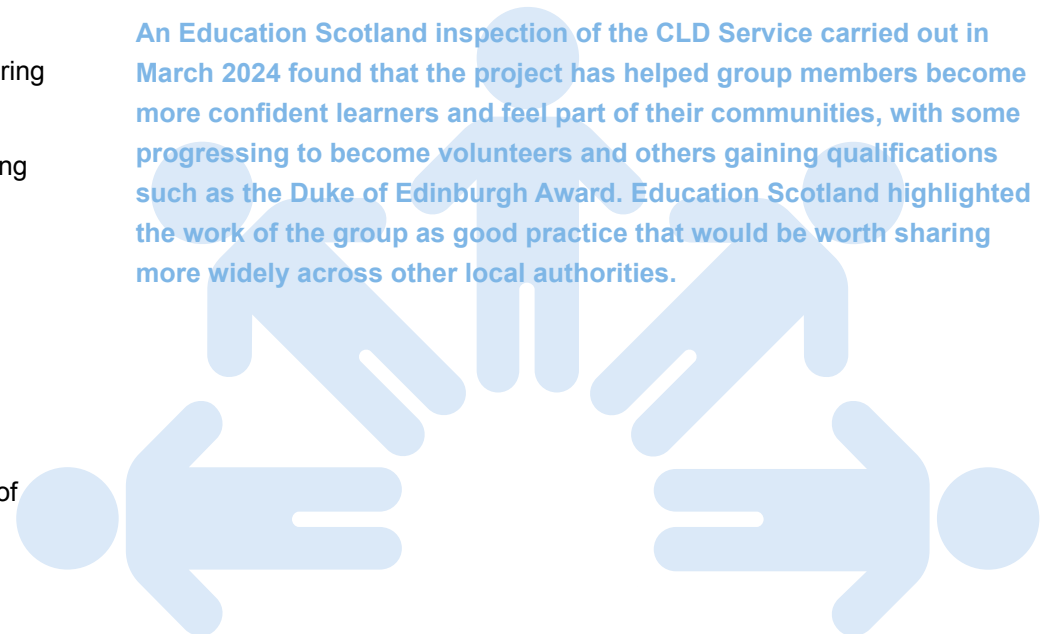 ring
ng
of
An Education Scotland inspection of the CLD Service carried out in
March 2024 found that the project has helped group members become
more confident learners and feel part of their communities, with some
progressing to become volunteers and others gaining qualifications
such as the Duke of Edinburgh Award. Education Scotland highlighted
the work of the group as good practice that would be worth sharing
more widely across other local authorities.